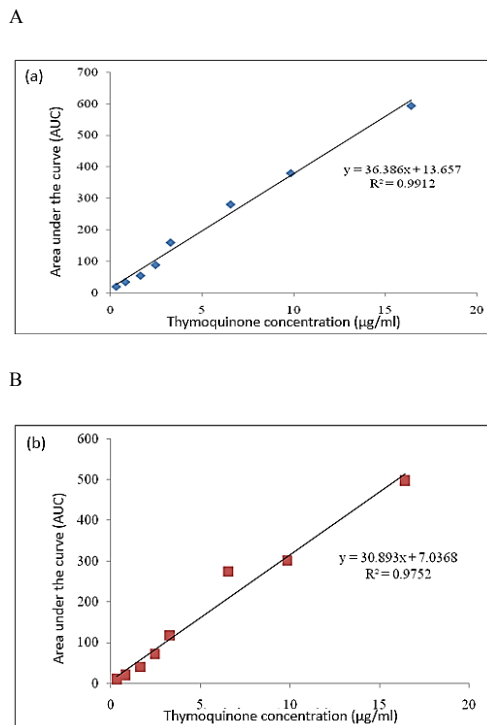 A
(a)
Area under the curve (AUC)
700
600
500
400
300
200
100
0
y = 36.386x + 13.657
R² = 0.9912
0 5 10 15 20
Thymoquinone concentration (µg/ml)
B
(b)
Area under the curve (AUC)
600
500
400
300
200
100
0
y = 30.893x + 7.0368
R² = 0.9752
0 5 10 15 20
Thymoquinone concentration (µg/ml)